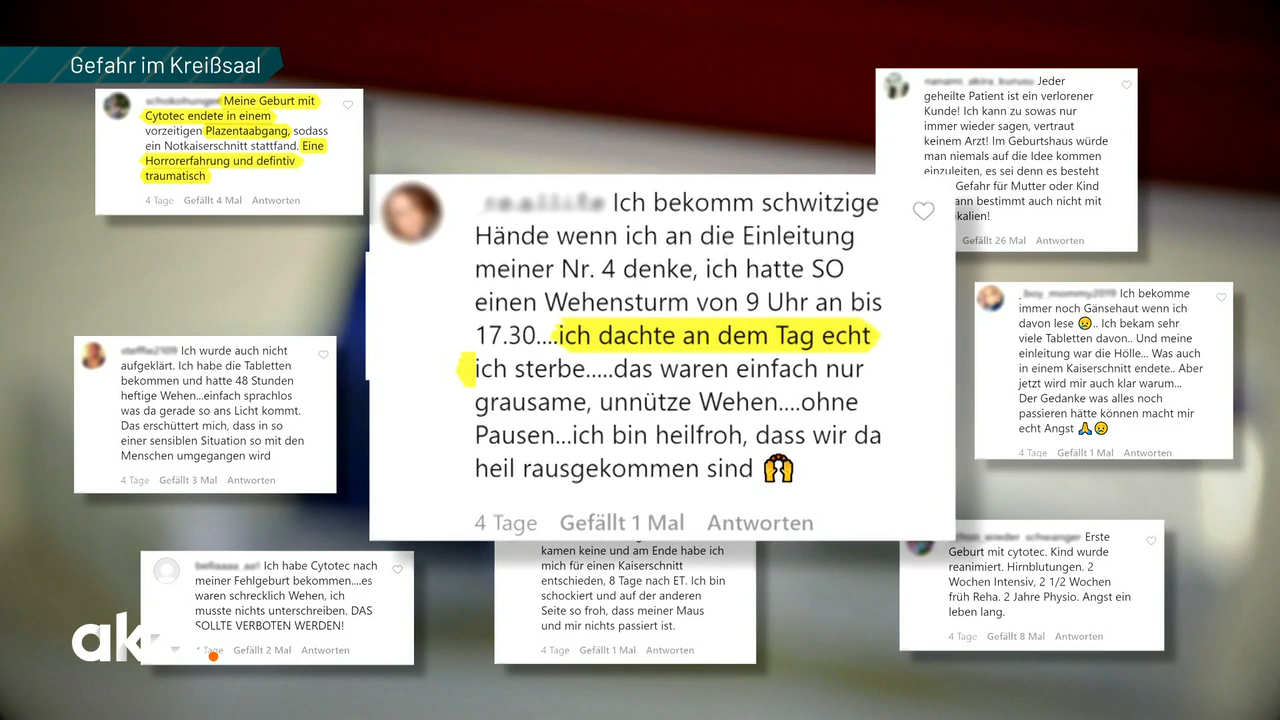 Gefahr im Kreißsaal
Meine Geburt mit
Cytotec endete in einem
vorzeitigen Plazentaabgang, sodass
ein Notkaiserschnitt stattfand. Eine
Horrorerfahrung und defintiv
traumatisch
4 Tage Gefällt 4 Mal Antworten
Jeder
geheilte Patient ist ein verlorener
Kunde! Ich kann zu sowas nur
immer wieder sagen, vertraut
keinem Arzt! Im Geburtshaus würde
man niemals auf die Idee kommen
einzuleiten, es sei denn es besteht
Gefahr für Mutter oder Kind
ann bestimmt auch nicht mit
ikalien!
Gefällt 26 Mal Antworten
Ich bekomm schwitzige
Hände wenn ich an die Einleitung
meiner Nr. 4 denke, ich hatte SO
einen Wehensturm von 9 Uhr an bis
17.30....ich dachte an dem Tag echt
ich sterbe.....das waren einfach nur
grausame, unnütze Wehen....ohne
Pausen...ich bin heilfroh, dass wir da
heil rausgekommen sind 🙌
4 Tage Gefällt 1 Mal Antworten
Ich bekomme
immer noch Gänsehaut wenn ich
davon lese 😢.. Ich bekam sehr
viele Tabletten davon.. Und meine
einleitung war die Hölle... Was auch
in einem Kaiserschnitt endete.. Aber
jetzt wird mir auch klar warum...
Der Gedanke was alles noch
passieren hätte können macht mir
echt Angst 🙏😢
4 Tage Gefällt 1 Mal Antworten
steffie2109 Ich wurde auch nicht
aufgeklärt. Ich habe die Tabletten
bekommen und hatte 48 Stunden
heftige Wehen...einfach sprachlos
was da gerade so ans Licht kommt.
Das erschüttert mich, dass in so
einer sensiblen Situation so mit den
Menschen umgegangen wird
4 Tage Gefällt 3 Mal Antworten
Ich habe Cytotec nach
meiner Fehlgeburt bekommen....es
waren schrecklich Wehen, ich
musste nichts unterschreiben. DAS
SOLLTE VERBOTEN WERDEN!
4 Tage Gefällt 2 Mal Antworten
kamen keine und am Ende habe ich
mich für einen Kaiserschnitt
entschieden, 8 Tage nach ET. Ich bin
schockiert und auf der anderen
Seite so froh, dass meiner Maus
und mir nichts passiert ist.
4 Tage Gefällt 1 Mal Antworten
Erste
Geburt mit cytotec. Kind wurde
reanimiert. Hirnblutungen. 2
Wochen Intensiv, 2 1/2 Wochen
früh Reha. 2 Jahre Physio. Angst ein
leben lang.
4 Tage Gefällt 8 Mal Antworten